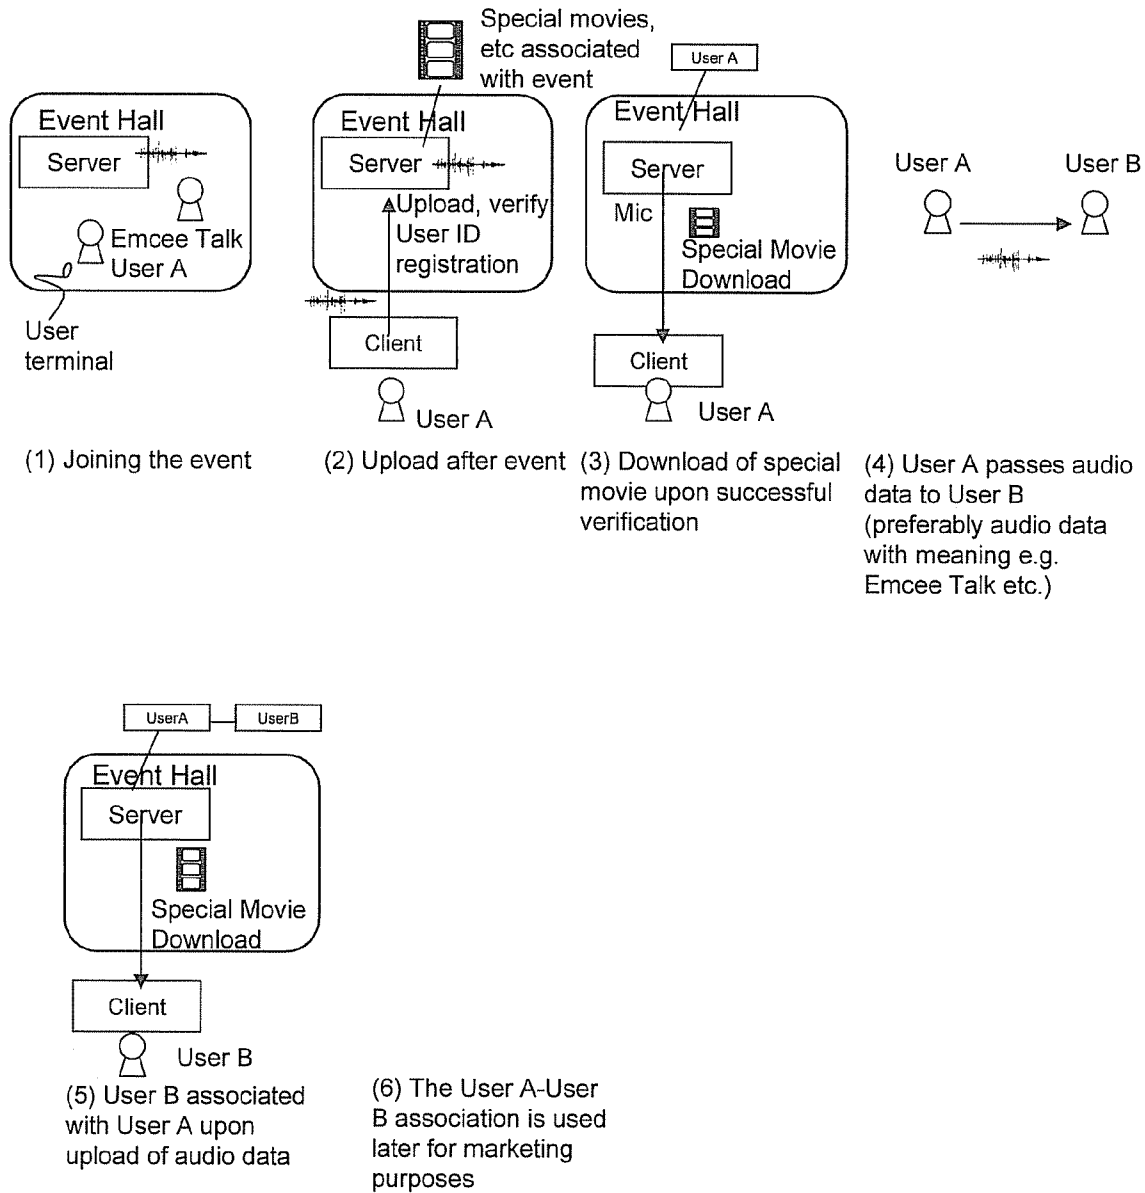 Special movies,
etc associated
with event
User A
Event Hall
Server
Emcee Talk
User A
User
terminal
(1) Joining the event
Event Hall
Server
Upload, verify
User ID
registration
Client
User A
(2) Upload after event
Event Hall
Server
Mic
Special Movie
Download
Client
User A
(3) Download of special
movie upon successful
verification
User A
User B
(4) User A passes audio
data to User B
(preferably audio data
with meaning e.g.
Emcee Talk etc.)
UserA
UserB
Event Hall
Server
Special Movie
Download
Client
User B
(5) User B associated
with User A upon
upload of audio data
(6) The User A-User
B association is used
later for marketing
purposes